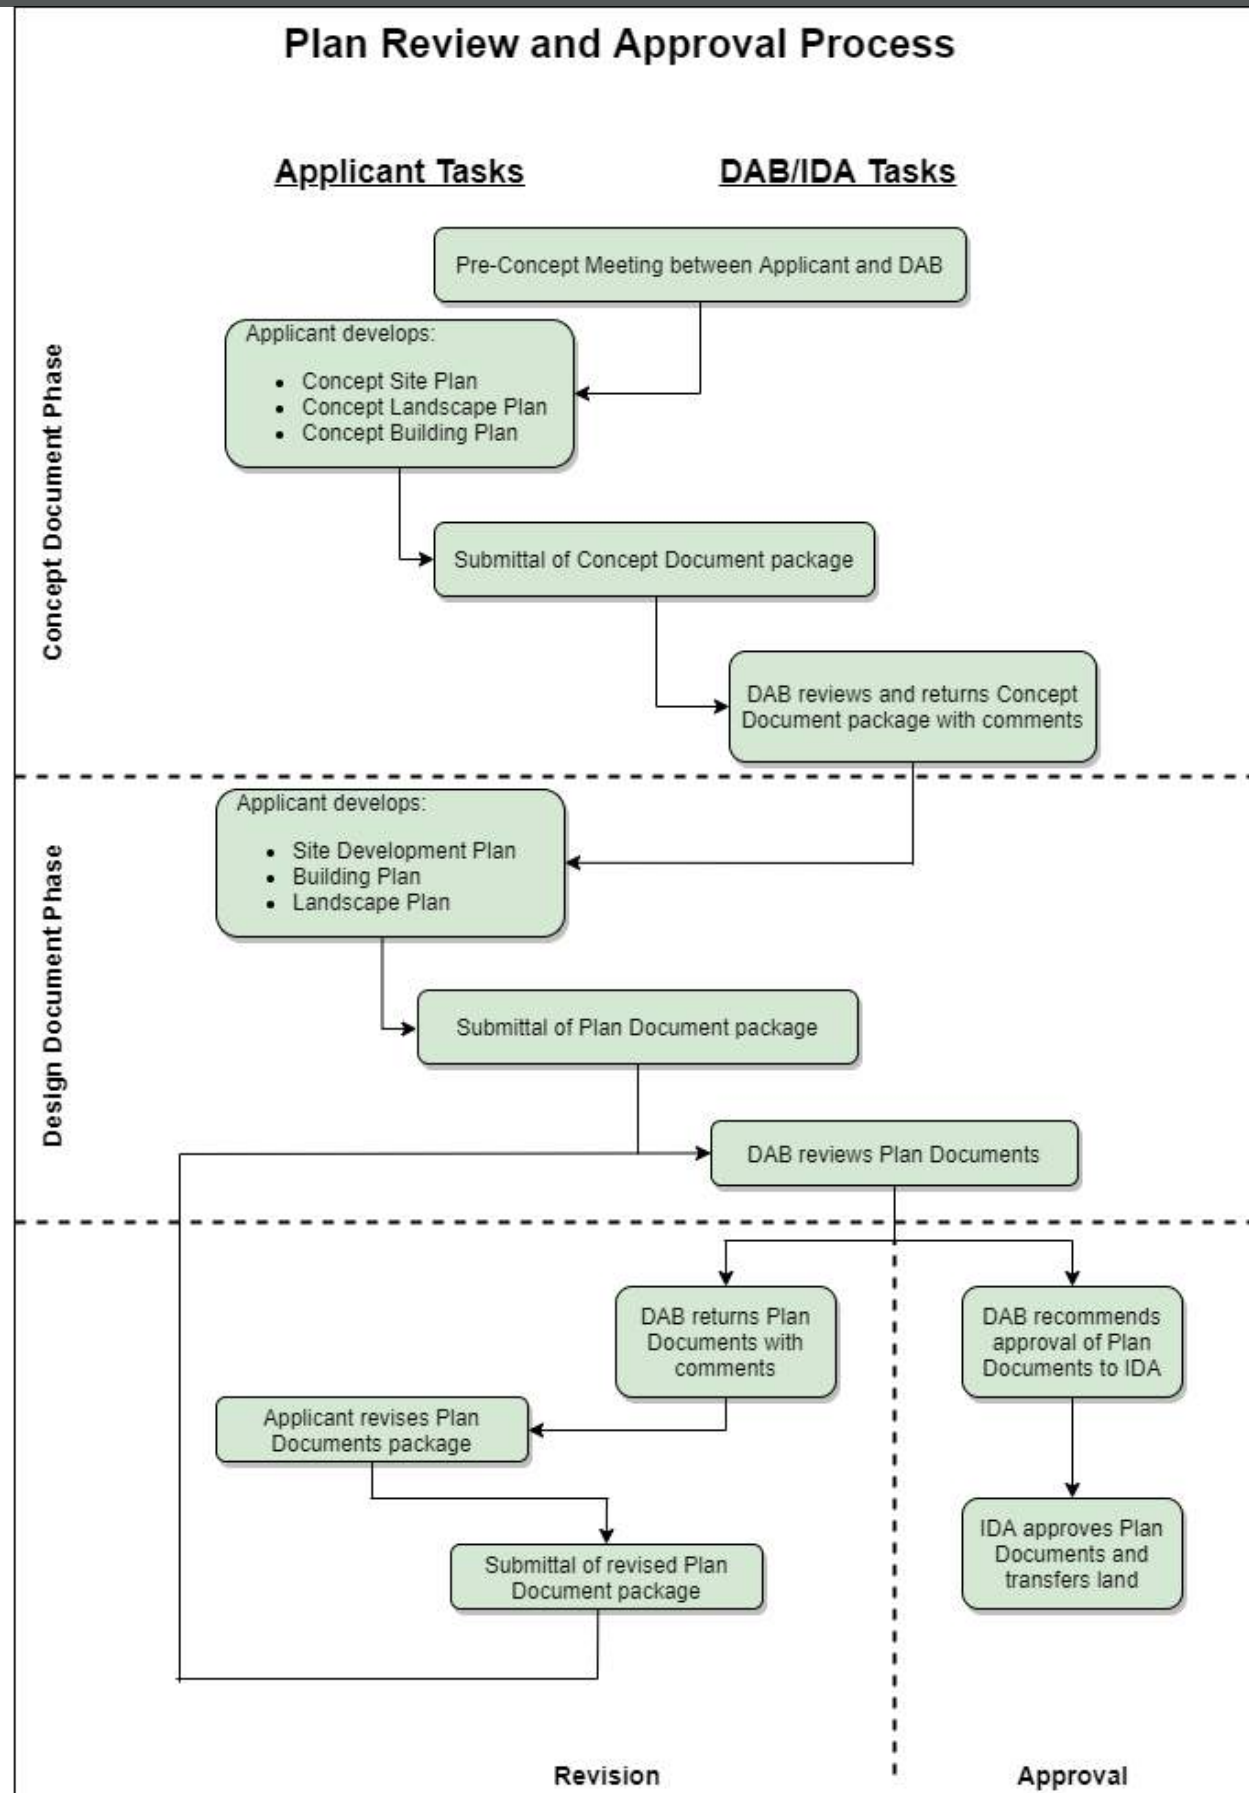 Plan Review and Approval Process
Applicant Tasks
DAB/IDA Tasks
Concept Document Phase
Pre-Concept Meeting between Applicant and DAB
Applicant develops:
• Concept Site Plan
• Concept Landscape Plan
• Concept Building Plan
Submittal of Concept Document package
DAB reviews and returns Concept
Document package with comments
Design Document Phase
Applicant develops:
• Site Development Plan
• Building Plan
• Landscape Plan
Submittal of Plan Document package
DAB reviews Plan Documents
DAB returns Plan
Documents with
comments
DAB recommends
approval of Plan
Documents to IDA
Applicant revises Plan
Documents package
Submittal of revised Plan
Document package
IDA approves Plan
Documents and
transfers land
Revision
Approval